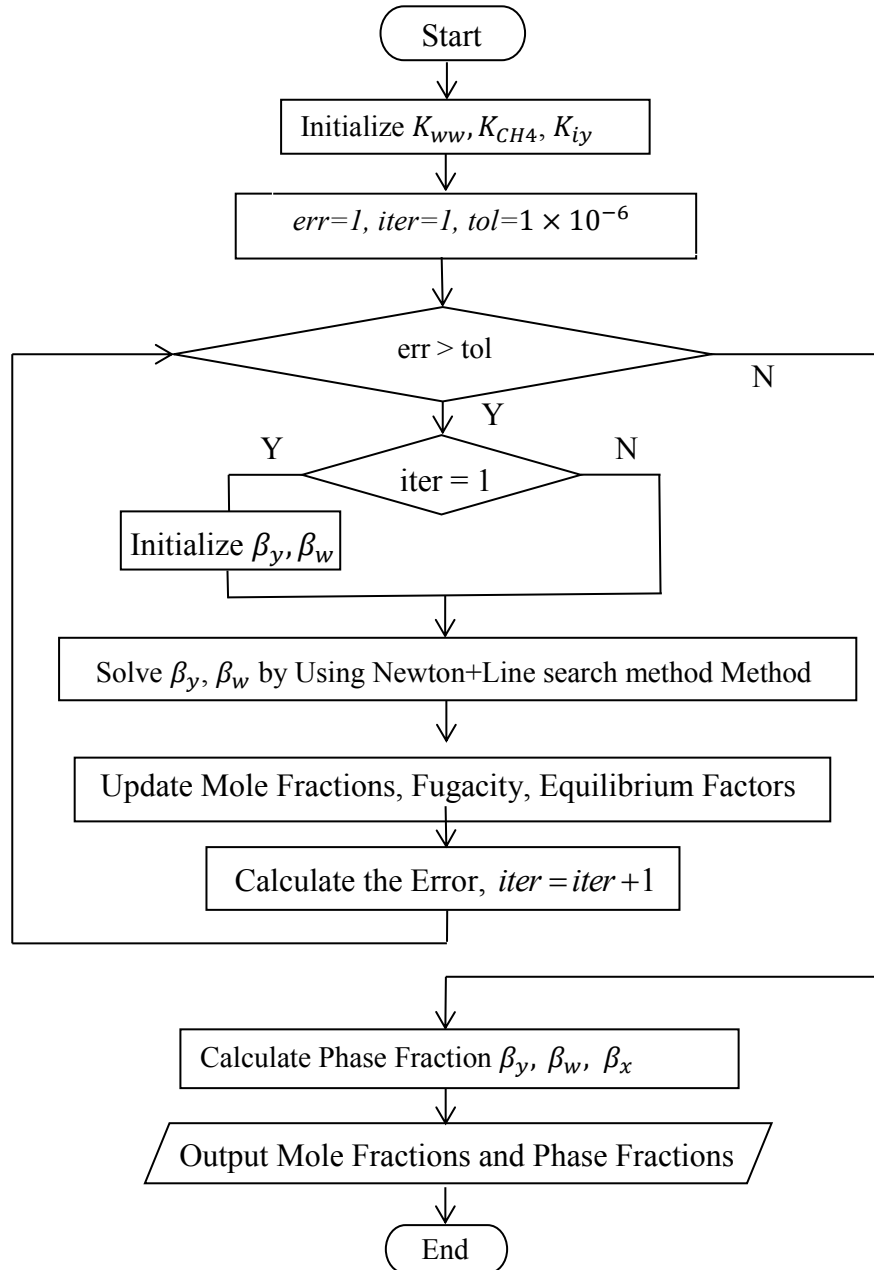 Start
Initialize K_ww, K_CH4, K_iy
err=1, iter=1, tol=1 × 10⁻⁶
err > tol
N
Y
Y
N
iter = 1
Initialize β_y, β_w
Solve β_y, β_w by Using Newton+Line search method Method
Update Mole Fractions, Fugacity, Equilibrium Factors
Calculate the Error, iter = iter +1
Calculate Phase Fraction β_y, β_w, β_x
Output Mole Fractions and Phase Fractions
End